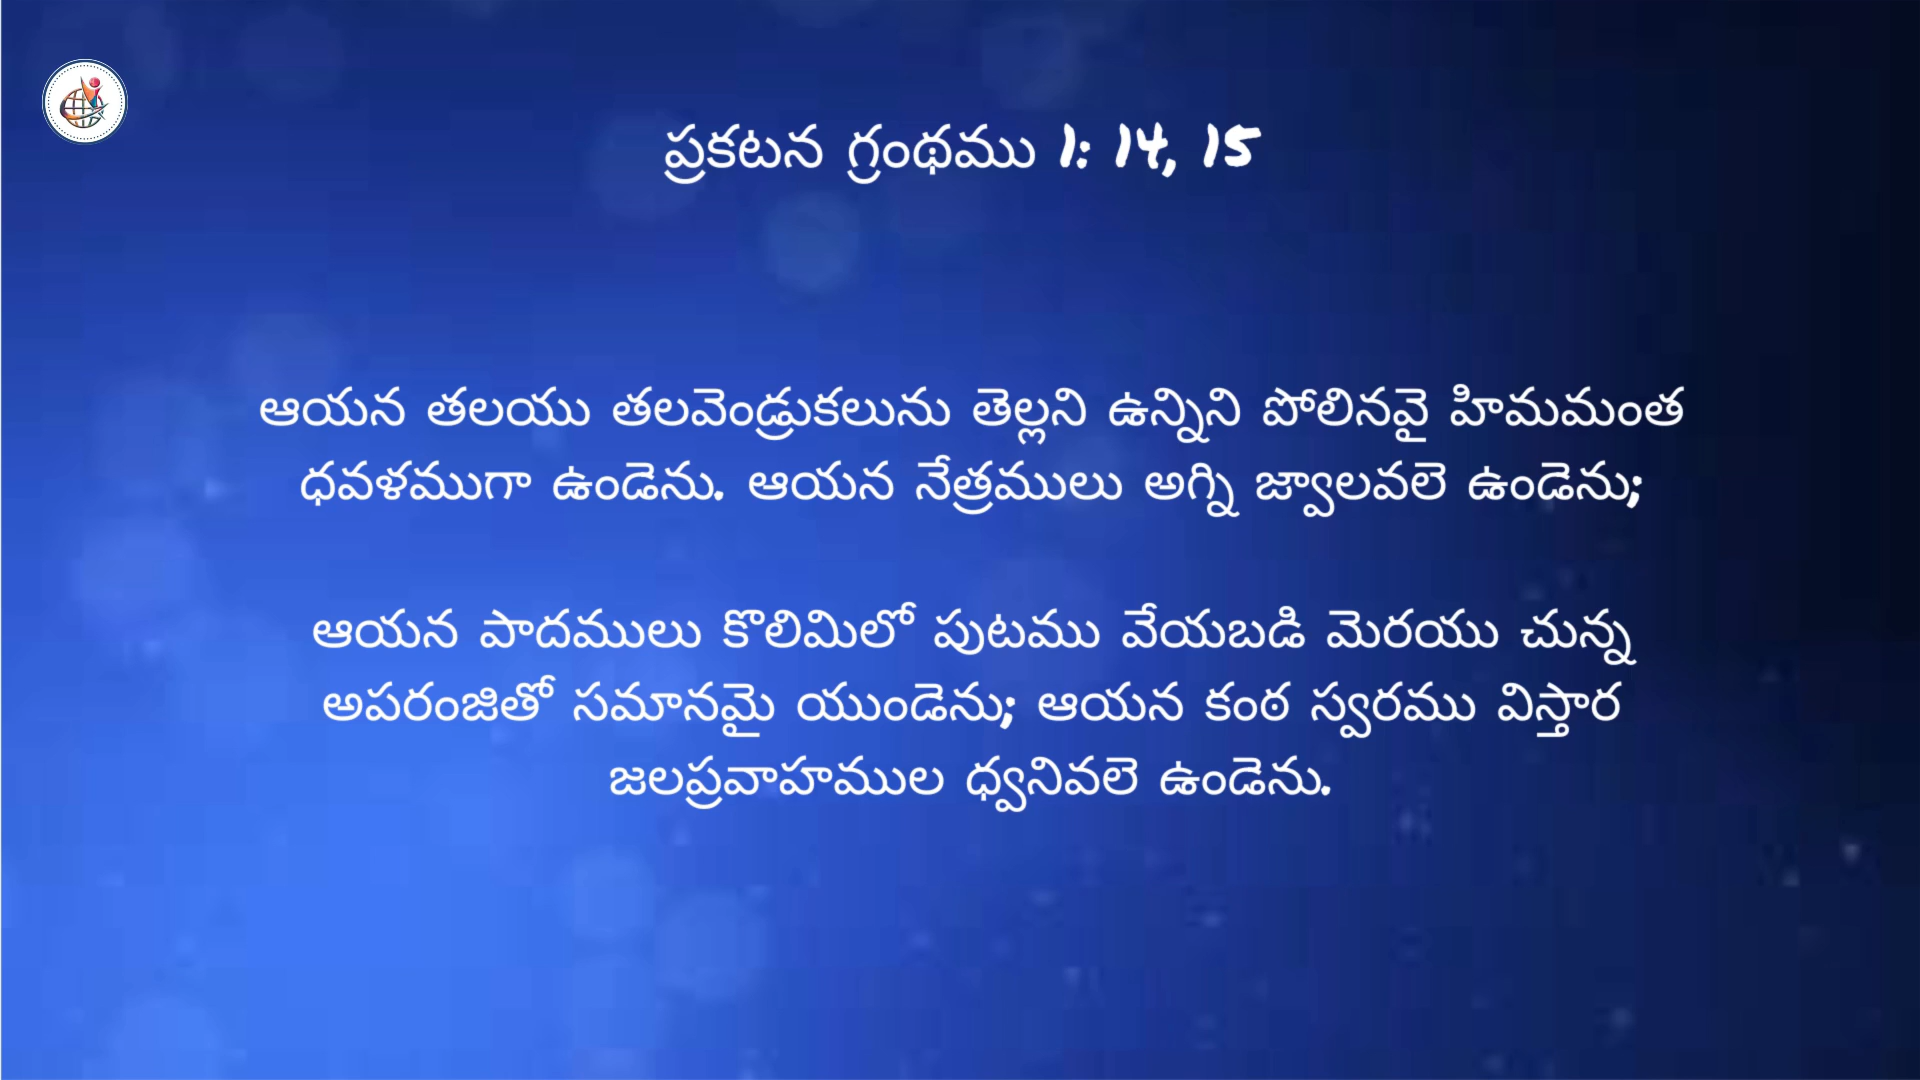 ప్రకటన గ్రంథము 1: 14, 15
ఆయన తలయు తలవెండ్రుకలును తెల్లని ఉన్నిని పోలినవై హిమమంత
ధవళముగా ఉండెను. ఆయన నేత్రములు అగ్ని జ్వాలవలె ఉండెను;
ఆయన పాదములు కొలిమిలో పుటము వేయబడి మెరయు చున్న
అపరంజితో సమానమై యుండెను; ఆయన కంఠ స్వరము విస్తార
జలప్రవాహముల ధ్వనివలె ఉండెను.